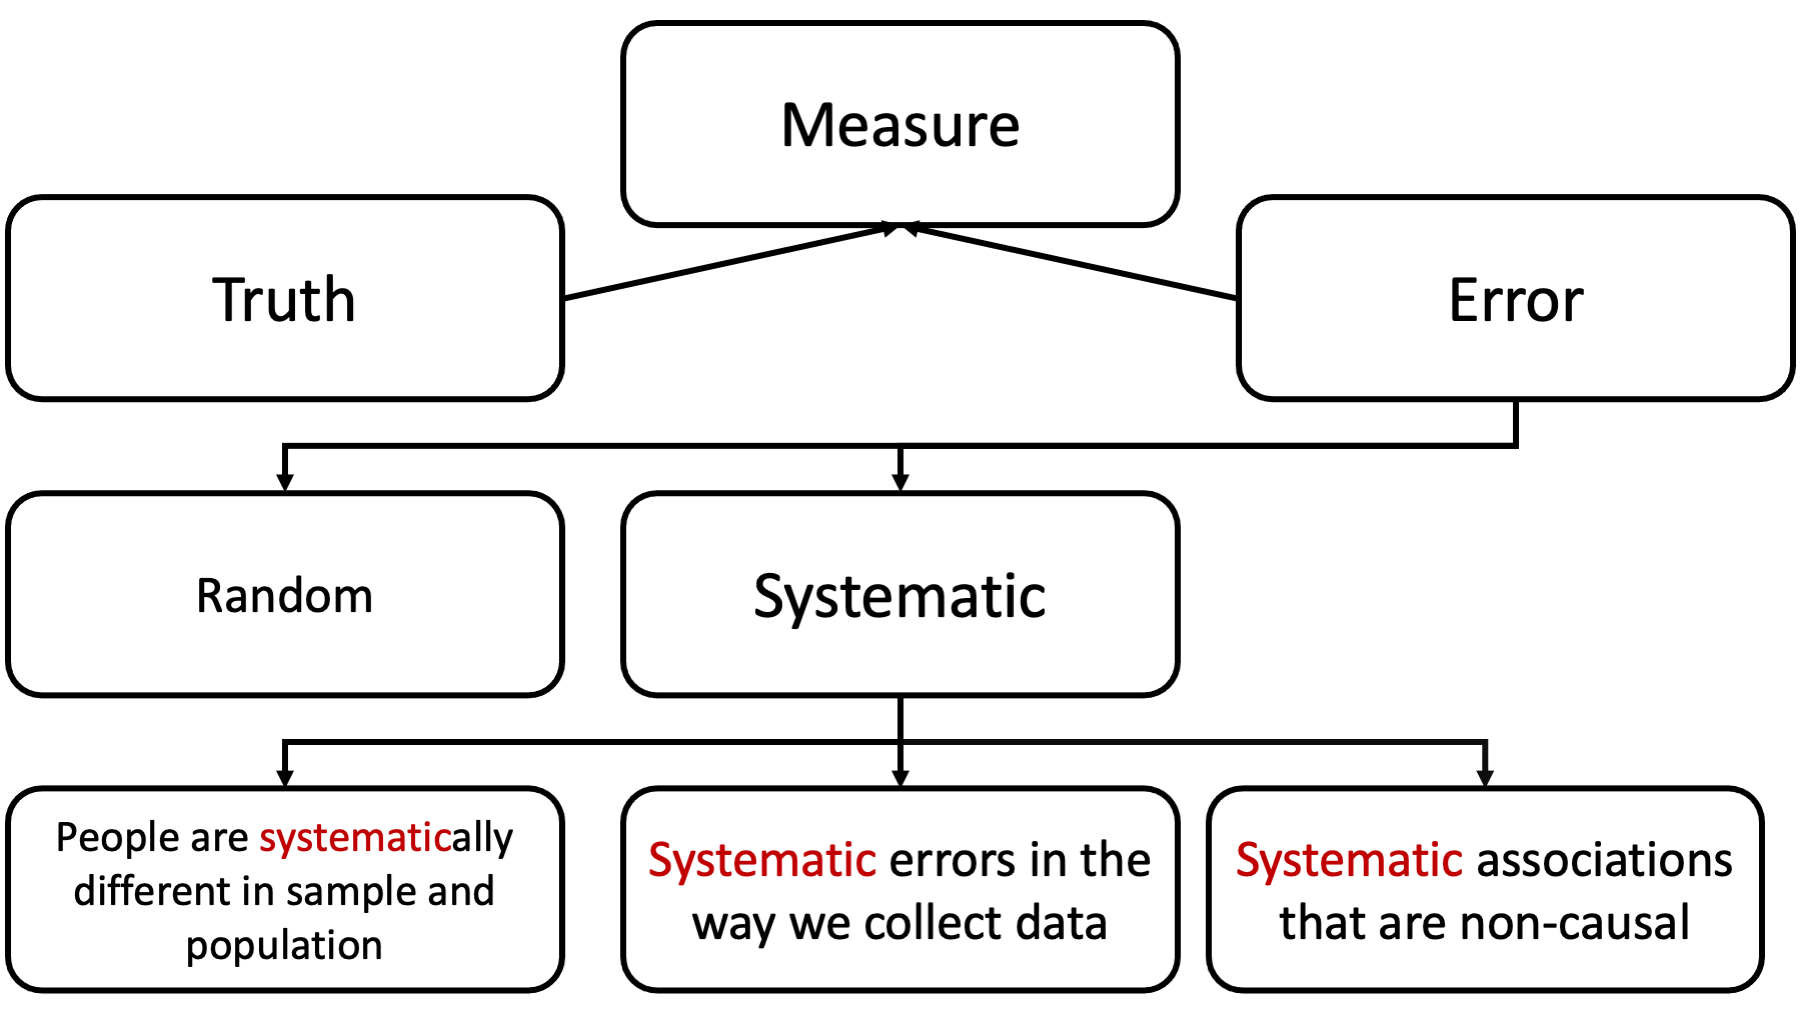 Measure
Truth
Error
Random
Systematic
People are systematically
different in sample and
population
Systematic errors in the
way we collect data
Systematic associations
that are non-causal